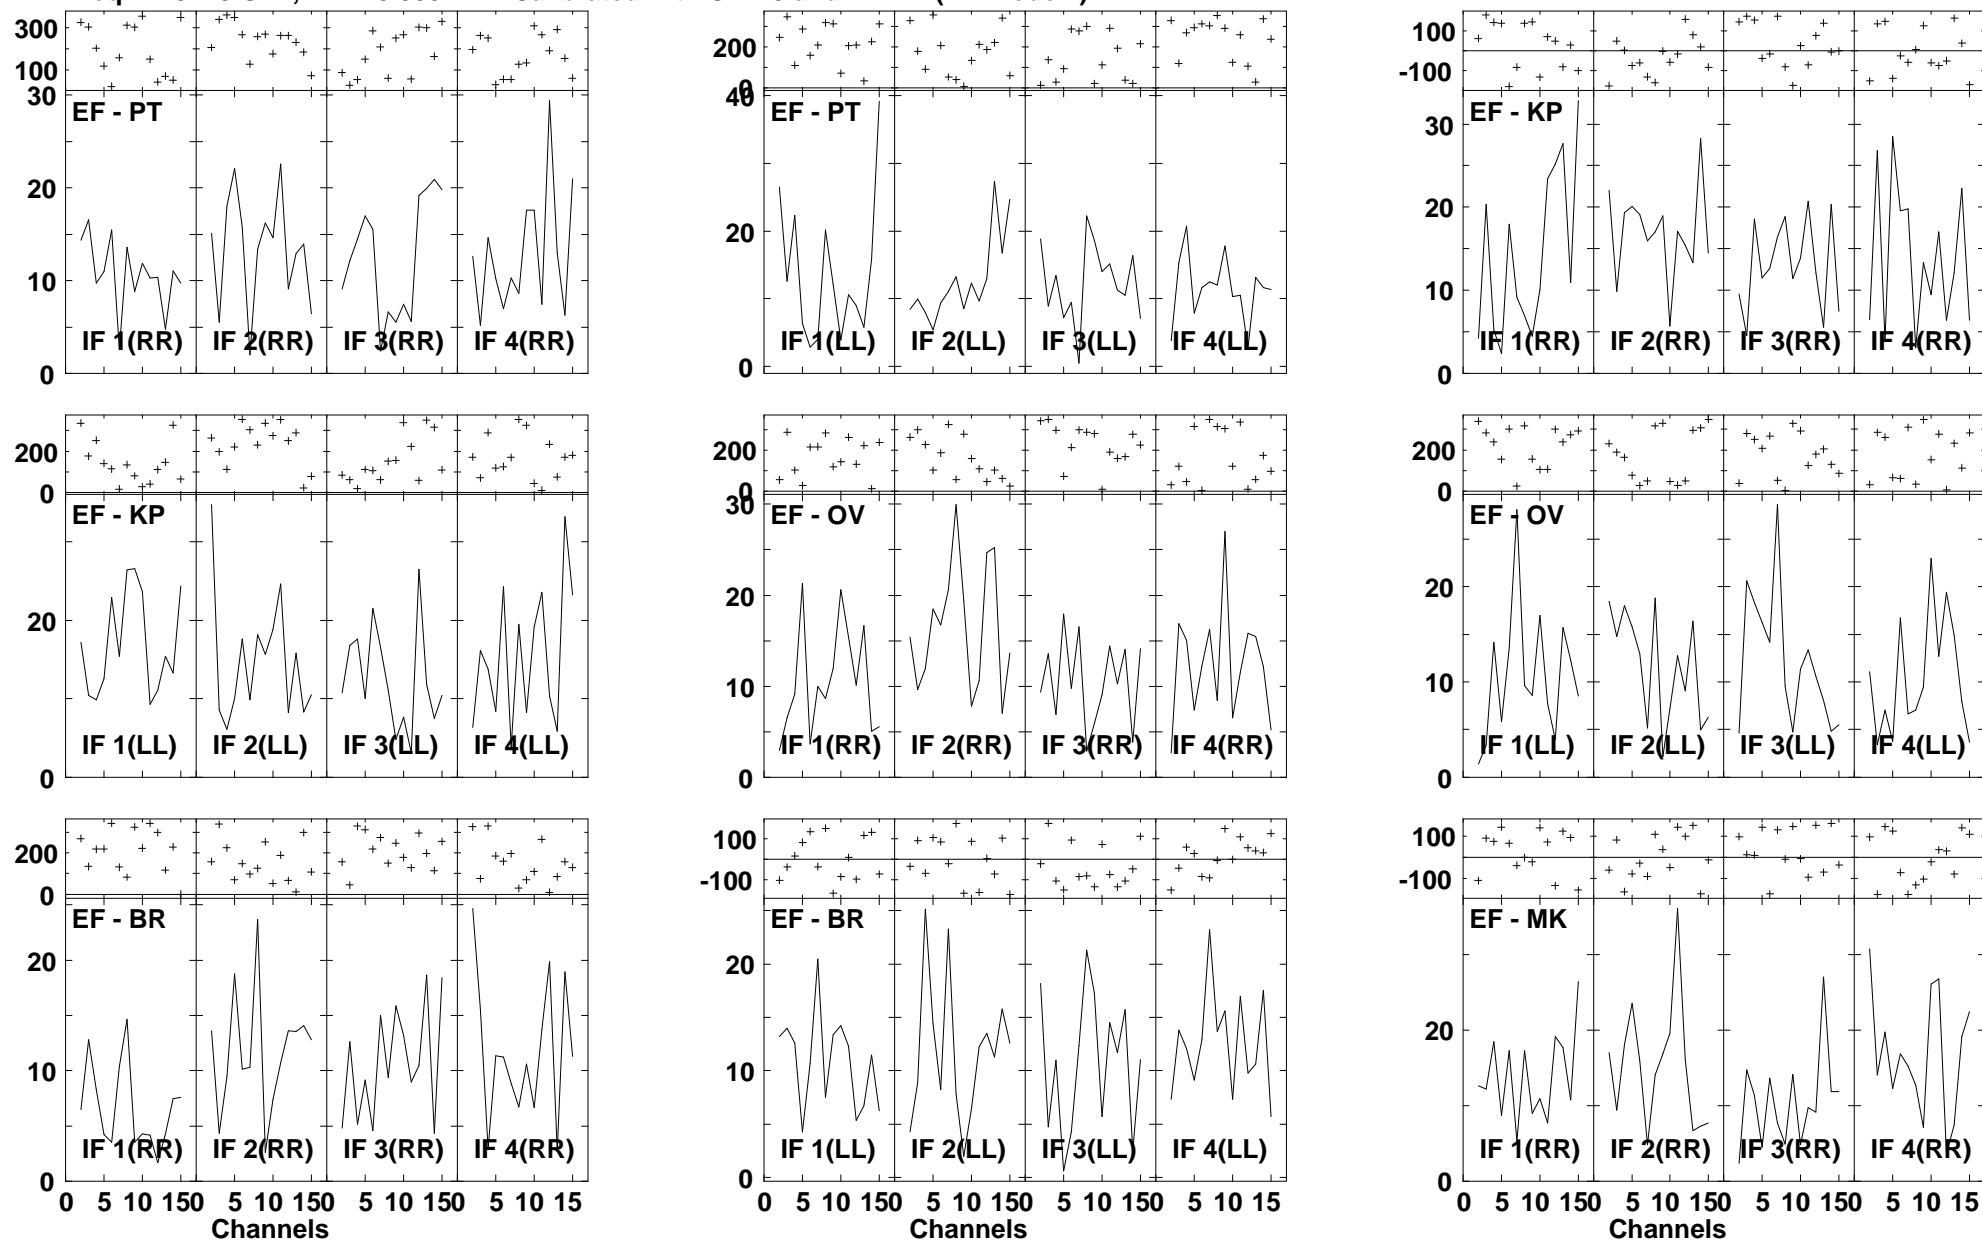 300
100
200
0
100
-100
30
20
10
0
EF - PT
IF 1(RR)
IF 2(RR)
IF 3(RR)
IF 4(RR)
40
20
0
EF - PT
IF 1(LL)
IF 2(LL)
IF 3(LL)
IF 4(LL)
30
20
10
0
EF - KP
IF 1(RR)
IF 2(RR)
IF 3(RR)
IF 4(RR)
200
0
200
0
200
0
20
0
EF - KP
IF 1(LL)
IF 2(LL)
IF 3(LL)
IF 4(LL)
30
20
10
0
EF - OV
IF 1(RR)
IF 2(RR)
IF 3(RR)
IF 4(RR)
20
10
0
EF - OV
IF 1(LL)
IF 2(LL)
IF 3(LL)
IF 4(LL)
200
0
100
-100
100
-100
20
10
0
EF - BR
IF 1(RR)
IF 2(RR)
IF 3(RR)
IF 4(RR)
20
10
0
EF - BR
IF 1(LL)
IF 2(LL)
IF 3(LL)
IF 4(LL)
20
0
EF - MK
IF 1(RR)
IF 2(RR)
IF 3(RR)
IF 4(RR)
0 5 10 150 5 10 150 5 10 150 5 10 15
Channels
0 5 10 150 5 10 150 5 10 150 5 10 15
Channels
0 5 10 150 5 10 150 5 10 150 5 10 15
Channels